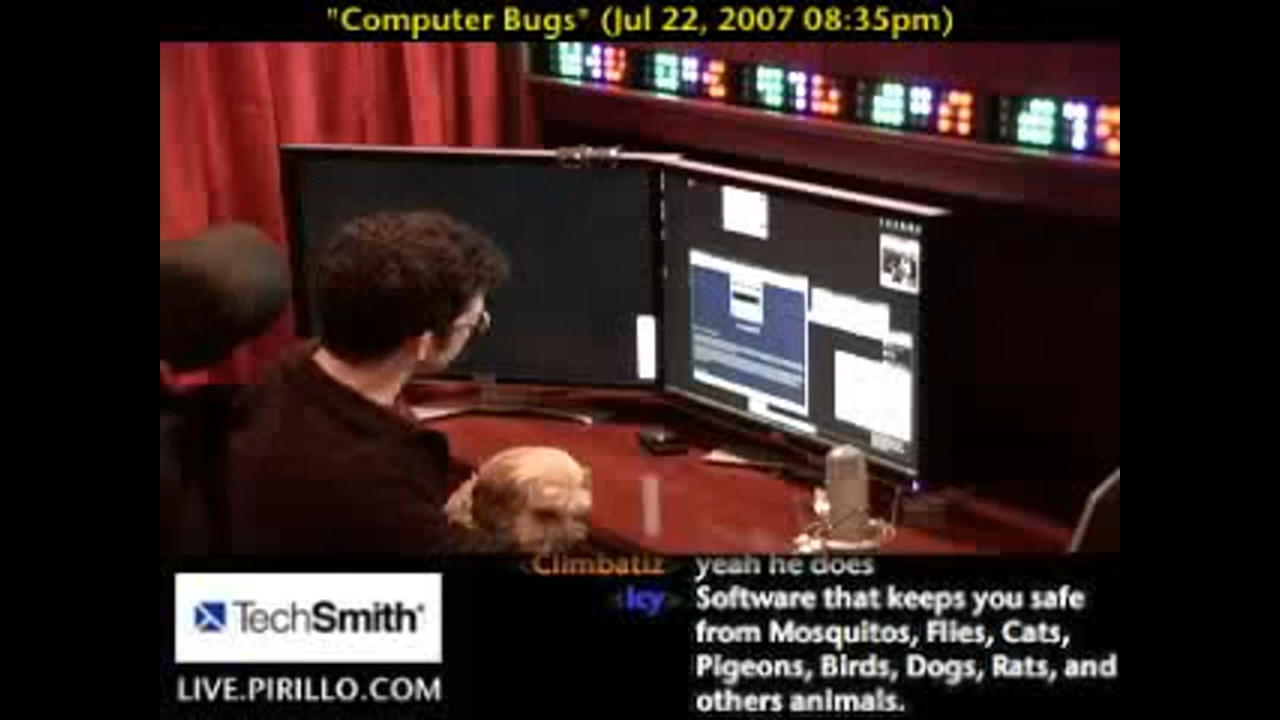 "Computer Bugs" (Jul 22, 2007 08:35pm)
Climbatiz yeah he does
Icy Software that keeps you safe
from Mosquitos, Flies, Cats,
Pigeons, Birds, Dogs, Rats, and
others animals.
TechSmith®
LIVE.PIRILLO.COM